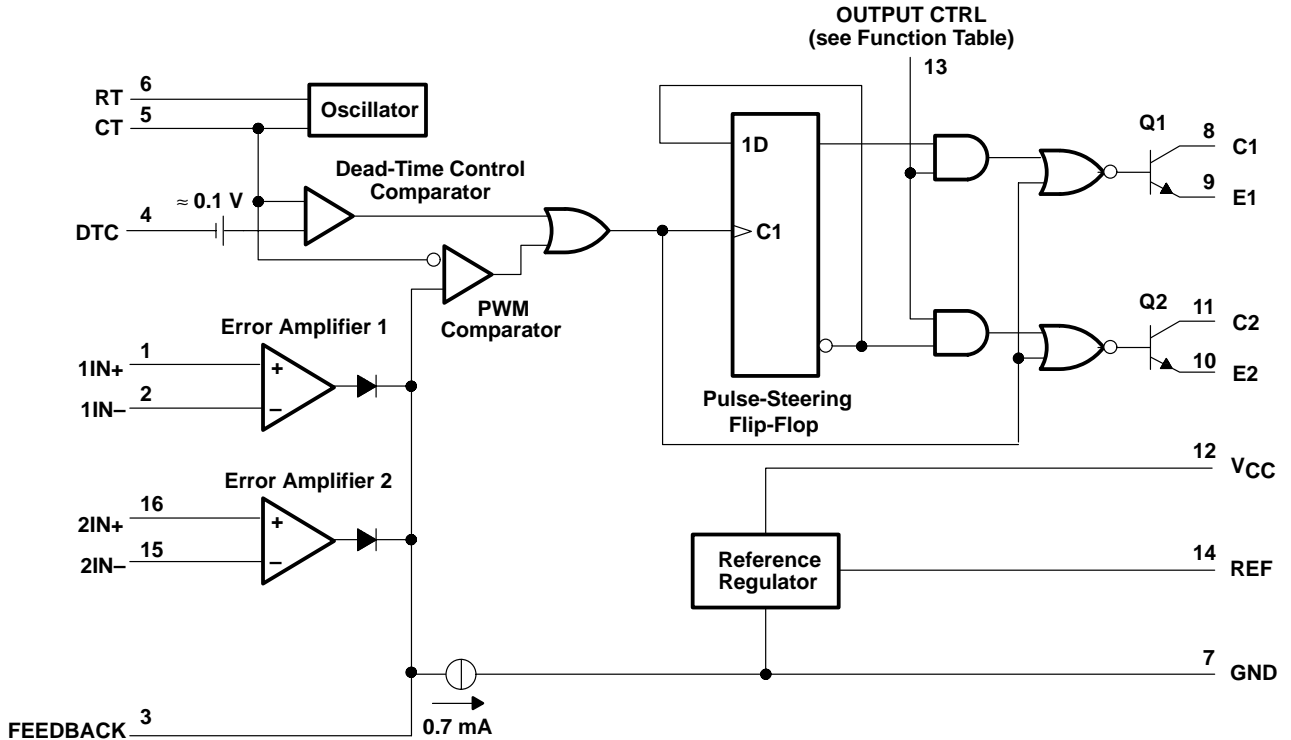 OUTPUT CTRL
(see Function Table)
13
6
RT
5
CT
Oscillator
Dead-Time Control
Comparator
≈ 0.1 V
4
DTC
PWM
Comparator
1D
C1
Pulse-Steering
Flip-Flop
Q1
8
C1
9
E1
Q2
11
C2
10
E2
Error Amplifier 1
1
1IN+
2
1IN–
+
–
Error Amplifier 2
16
2IN+
15
2IN–
+
–
12
VCC
Reference
Regulator
14
REF
7
GND
0.7 mA
3
FEEDBACK